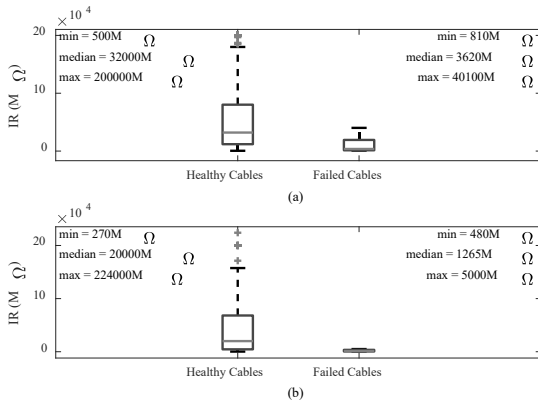 × 10 4
20
10
0
IR (M Ω)
min = 500M Ω
median = 32000M Ω
max = 200000M Ω
min = 810M Ω
median = 3620M Ω
max = 40100M Ω
Healthy Cables Failed Cables
(a)
× 10 4
20
10
0
IR (M Ω)
min = 270M Ω
median = 20000M Ω
max = 224000M Ω
min = 480M Ω
median = 1265M Ω
max = 5000M Ω
Healthy Cables Failed Cables
(b)